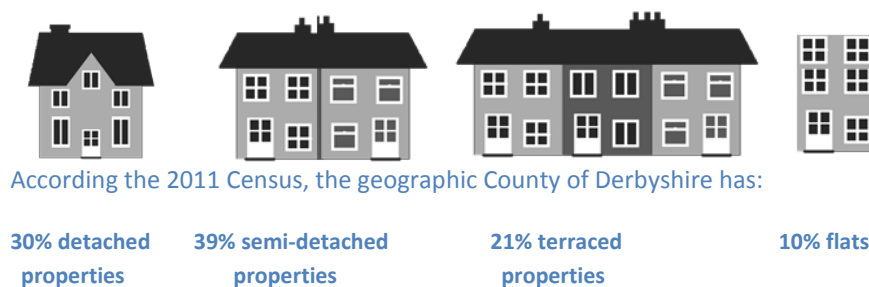 According the 2011 Census, the geographic County of Derbyshire has:
30% detached 39% semi-detached 21% terraced 10% flats
properties properties properties